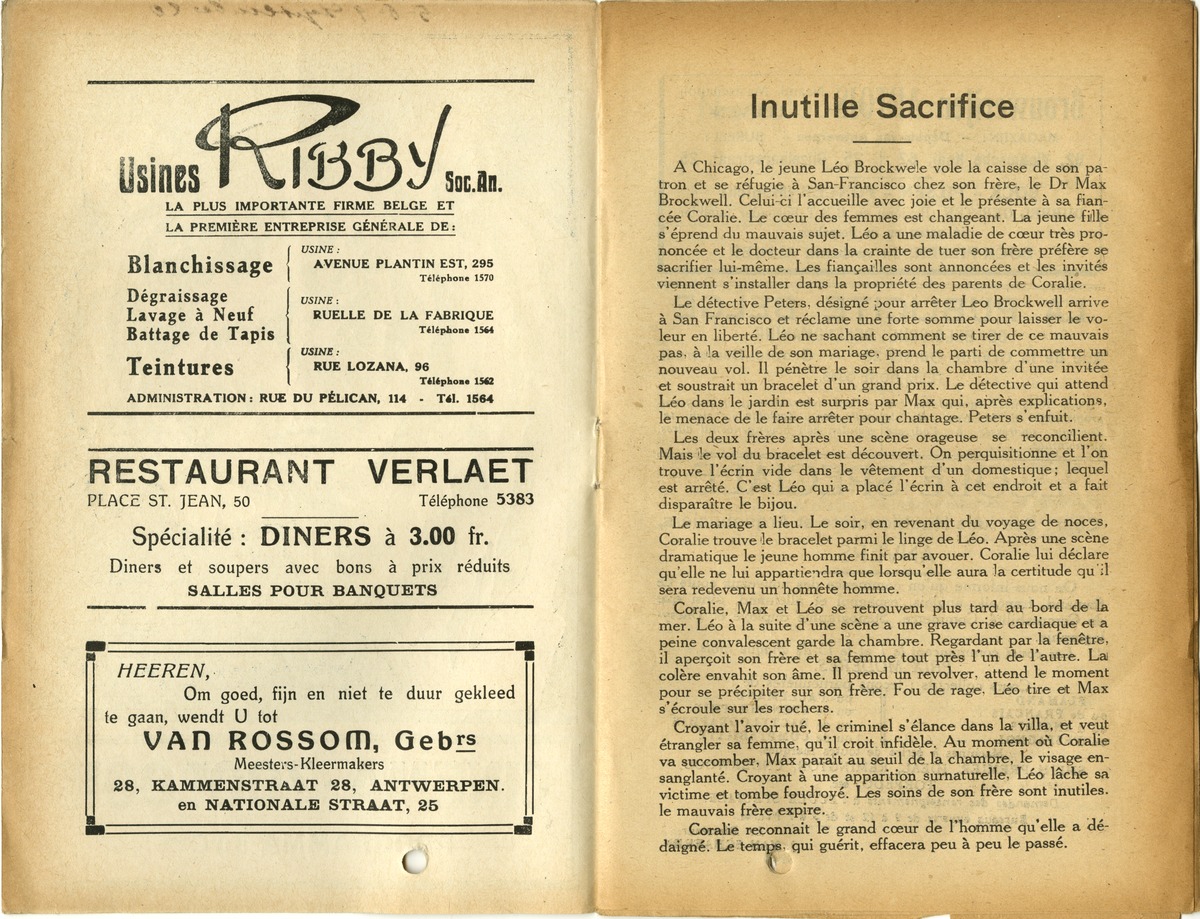 Usines RIBBY Soc. An.
LA PLUS IMPORTANTE FIRME BELGE ET
LA PREMIÈRE ENTREPRISE GÉNÉRALE DE:
Blanchissage
USINE :
AVENUE PLANTIN EST, 295
Téléphone 1570
Dégraissage
Lavage à Neuf
Battage de Tapis
USINE :
RUELLE DE LA FABRIQUE
Téléphone 1564
Teintures
USINE :
RUE LOZANA, 96
Téléphone 1562
ADMINISTRATION: RUE DU PÉLICAN, 114 - Tél. 1564
RESTAURANT VERLAET
PLACE ST. JEAN, 50 Téléphone 5383
Spécialité : DINERS à 3.00 fr.
Diners et soupers avec bons à prix réduits
SALLES POUR BANQUETS
HEEREN,
Om goed, fijn en niet te duur gekleed
te gaan, wendt U tot
VAN ROSSOM, Gebrs
Meesters-Kleermakers
28, KAMMENSTRAAT 28, ANTWERPEN.
en NATIONALE STRAAT, 25
Inutille Sacrifice
A Chicago, le jeune Léo Brockwele vole la caisse de son pa-
tron et se réfugie à San-Francisco chez son frère, le Dr Max
Brockwell. Celui-ci l'accueille avec joie et le présente à sa fian-
cée Coralie. Le cœur des femmes est changeant. La jeune fille
s'éprend du mauvais sujet. Léo a une maladie de cœur très pro-
noncée et le docteur dans la crainte de tuer son frère préfère se
sacrifier lui-même. Les fiançailles sont annoncées et les invités
viennent s'installer dans la propriété des parents de Coralie.
Le détective Peters, désigné pour arrêter Leo Brockwell arrive
à San Francisco et réclame une forte somme pour laisser le vo-
leur en liberté. Léo ne sachant comment se tirer de ce mauvais
pas, à la veille de son mariage, prend le parti de commettre un
nouveau vol. Il pénètre le soir dans la chambre d'une invitée
et soustrait un bracelet d'un grand prix. Le détective qui attend
Léo dans le jardin est surpris par Max qui, après explications,
le menace de le faire arrêter pour chantage. Peters s'enfuit.
Les deux frères après une scène orageuse se reconcilient.
Mais le vol du bracelet est découvert. On perquisitionne et l'on
trouve l'écrin vide dans le vêtement d'un domestique; lequel
est arrêté. C'est Léo qui a placé l'écrin à cet endroit et a fait
disparaître le bijou.
Le mariage a lieu. Le soir, en revenant du voyage de noces,
Coralie trouve le bracelet parmi le linge de Léo. Après une scène
dramatique le jeune homme finit par avouer. Coralie lui déclare
qu'elle ne lui appartiendra que lorsqu'elle aura la certitude qu'il
sera redevenu un honnête homme.
Coralie, Max et Léo se retrouvent plus tard au bord de la
mer. Léo à la suite d'une scène a une grave crise cardiaque et a
peine convalescent garde la chambre. Regardant par la fenêtre,
il aperçoit son frère et sa femme tout près l'un de l'autre. La
colère envahit son âme. Il prend un revolver, attend le moment
pour se précipiter sur son frère. Fou de rage, Léo tire et Max
s'écroule sur les rochers.
Croyant l'avoir tué, le criminel s'élance dans la villa, et veut
étrangler sa femme, qu'il croit infidèle. Au moment où Coralie
va succomber, Max parait au seuil de la chambre, le visage en-
sanglanté. Croyant à une apparition surnaturelle, Léo lâche sa
victime et tombe foudroyé. Les soins de son frère sont inutiles.
le mauvais frère expire.
Coralie reconnait le grand cœur de l'homme qu'elle a dé-
daigné. Le temps, qui guérit, effacera peu à peu le passé.